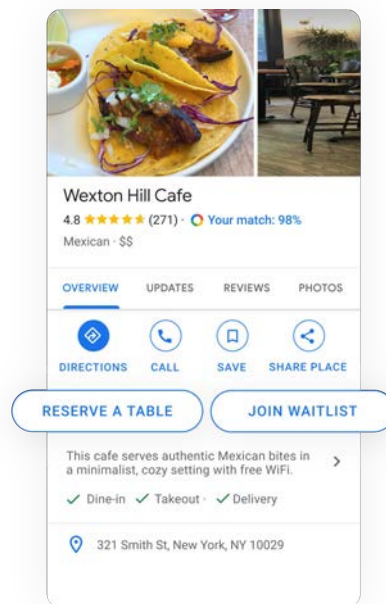 Wexton Hill Cafe
4.8 ★★★★★ (271) · Your match: 98%
Mexican · $$
OVERVIEW UPDATES REVIEWS PHOTOS
DIRECTIONS CALL SAVE SHARE PLACE
RESERVE A TABLE JOIN WAITLIST
This cafe serves authentic Mexican bites in
a minimalist, cozy setting with free WiFi.
✓ Dine-in ✓ Takeout · ✓ Delivery
321 Smith St, New York, NY 10029